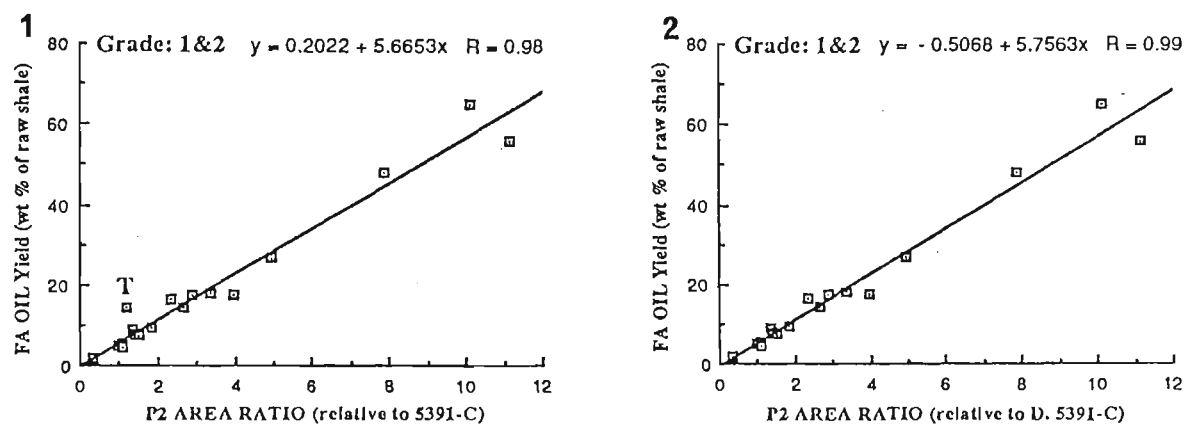 1
Grade: 1&2 y = 0.2022 + 5.6653x R = 0.98
80
60
40
20
0
FA OIL Yield (wt % of raw shale)
T
0 2 4 6 8 10 12
P2 AREA RATIO (relative to 5391-C)
2
Grade: 1&2 y = - 0.5068 + 5.7563x R = 0.99
80
60
40
20
0
FA OIL Yield (wt % of raw shale)
0 2 4 6 8 10 12
P2 AREA RATIO (relative to D. 5391-C)